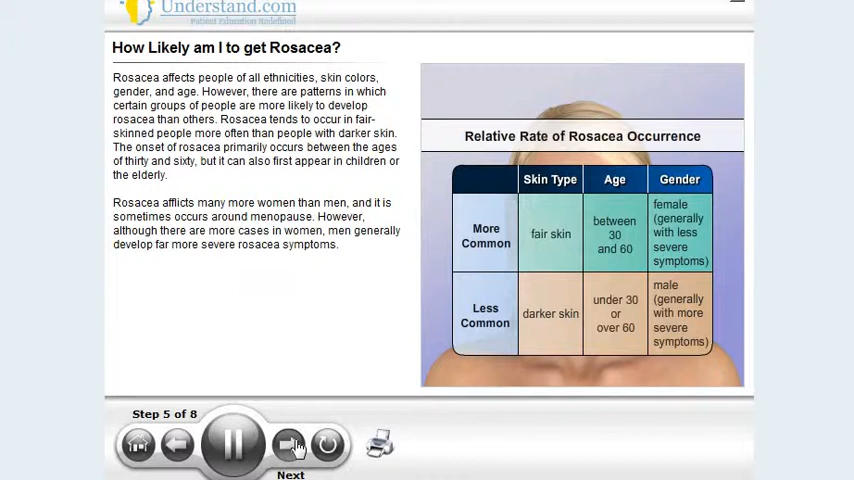 Understand.com
Patient Education Redefined
How Likely am I to get Rosacea?
Rosacea affects people of all ethnicities, skin colors,
gender, and age. However, there are patterns in which
certain groups of people are more likely to develop
rosacea than others. Rosacea tends to occur in fair-
skinned people more often than people with darker skin.
The onset of rosacea primarily occurs between the ages
of thirty and sixty, but it can also first appear in children or
the elderly.
Rosacea afflicts many more women than men, and it is
sometimes occurs around menopause. However,
although there are more cases in women, men generally
develop far more severe rosacea symptoms.
Relative Rate of Rosacea Occurrence
Skin Type Age Gender
More
Common
fair skin
between
30
and 60
female
(generally
with less
severe
symptoms)
Less
Common
darker skin
under 30
or
over 60
male
(generally
with more
severe
symptoms)
Step 5 of 8
Next